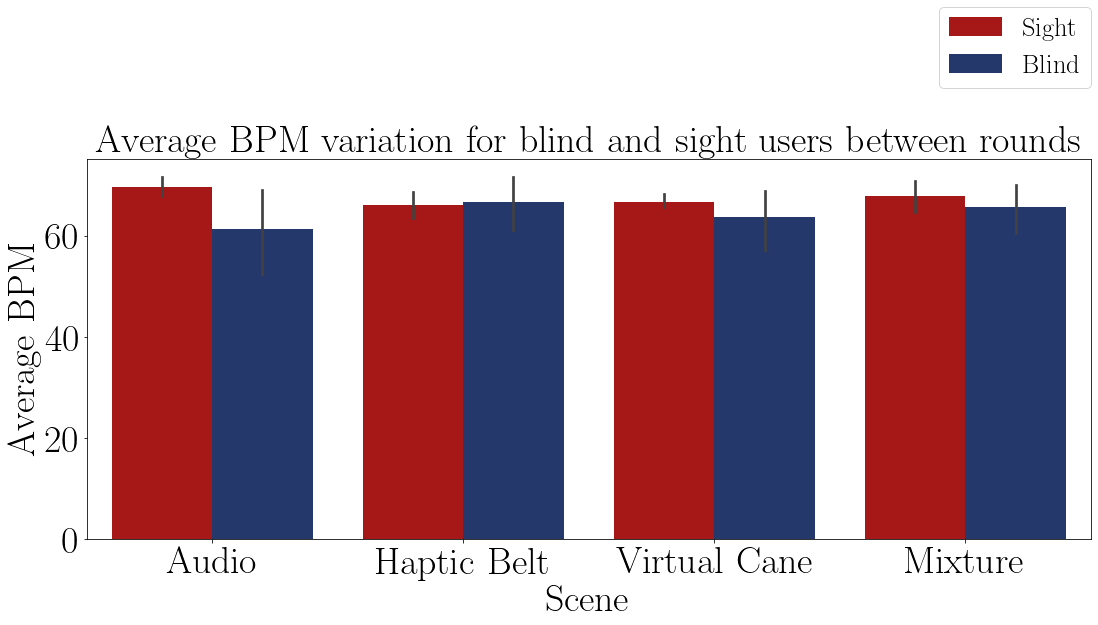 Sight
Blind
Average BPM variation for blind and sight users between rounds
Average BPM
60
40
20
0
Audio
Haptic Belt
Virtual Cane
Mixture
Scene